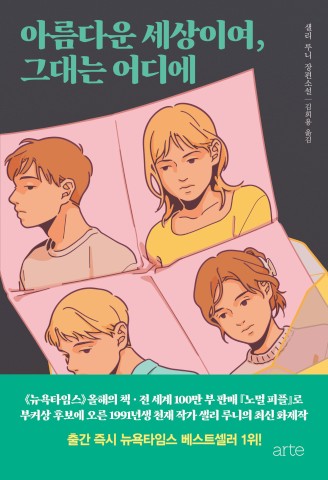 아름다운 세상이여,
그대는 어디에
샐리 루니 장편소설 | 김희용 옮김
《뉴욕타임스》 올해의 책 · 전 세계 100만 부 판매 『노멀 피플』로
부커상 후보에 오른 1991년생 천재 작가 샐리 루니의 최신 화제작
출간 즉시 뉴욕타임스 베스트셀러 1위!
arte